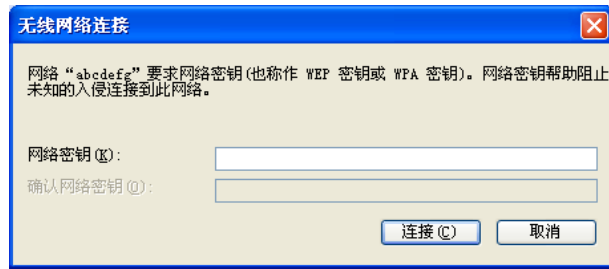 无线网络连接
网络“abcdefg”要求网络密钥(也称作 WEP 密钥或 WPA 密钥)。网络密钥帮助阻止
未知的入侵连接到此网络。
网络密钥(K):
确认网络密钥(O):
连接(C)
取消